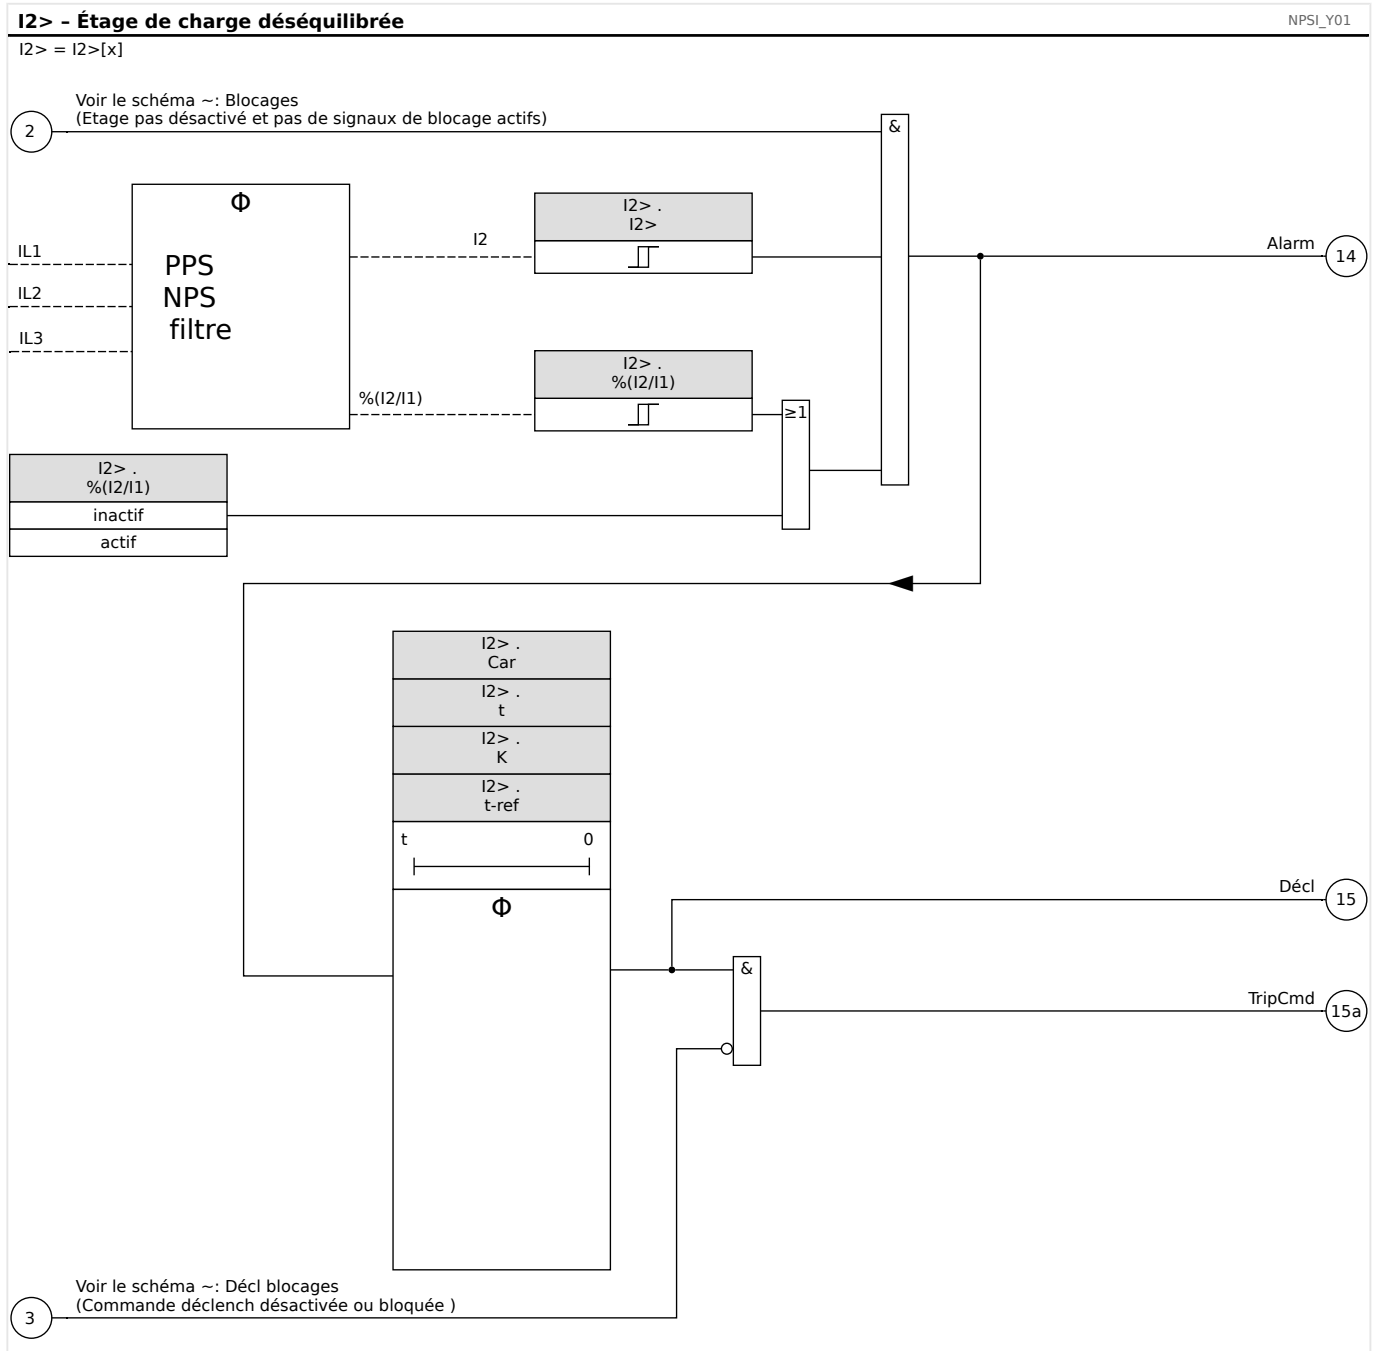 I2> – Étage de charge déséquilibrée
NPSI_Y01
I2> = I2>[x]
Voir le schéma ~: Blocages
(Etage pas désactivé et pas de signaux de blocage actifs)
2
&
Φ
PPS
NPS
filtre
IL1
IL2
IL3
I2
I2> .
I2>
Alarm
14
%(I2/I1)
I2> .
%(I2/I1)
≥1
I2> .
%(I2/I1)
inactif
actif
I2> .
Car
I2> .
t
I2> .
K
I2> .
t-ref
t 0
Φ
Décl
15
&
TripCmd
15a
Voir le schéma ~: Décl blocages
(Commande déclench désactivée ou bloquée )
3